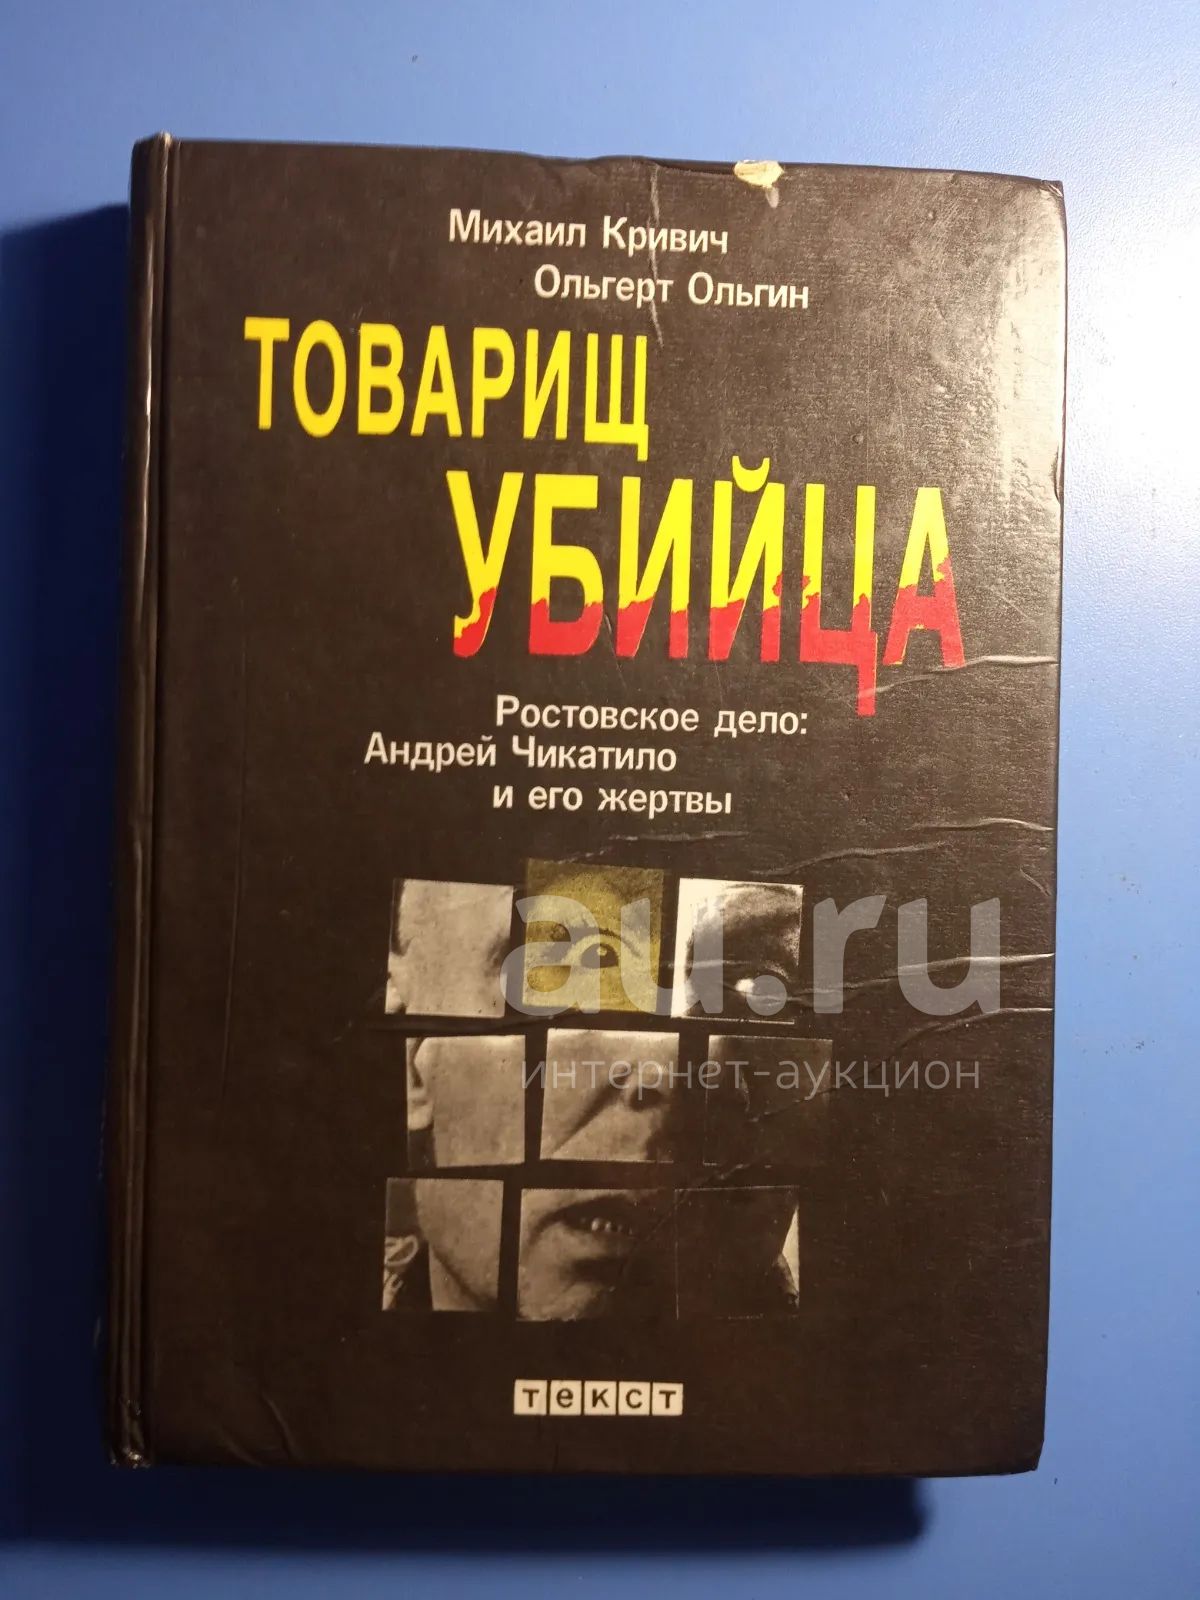 Михаил Кривич
Ольгерт Ольгин
ТОВАРИЩ
УБИЙЦА
Ростовское дело:
Андрей Чикатило
и его жертвы
au.ru
интернет-аукцион
текст